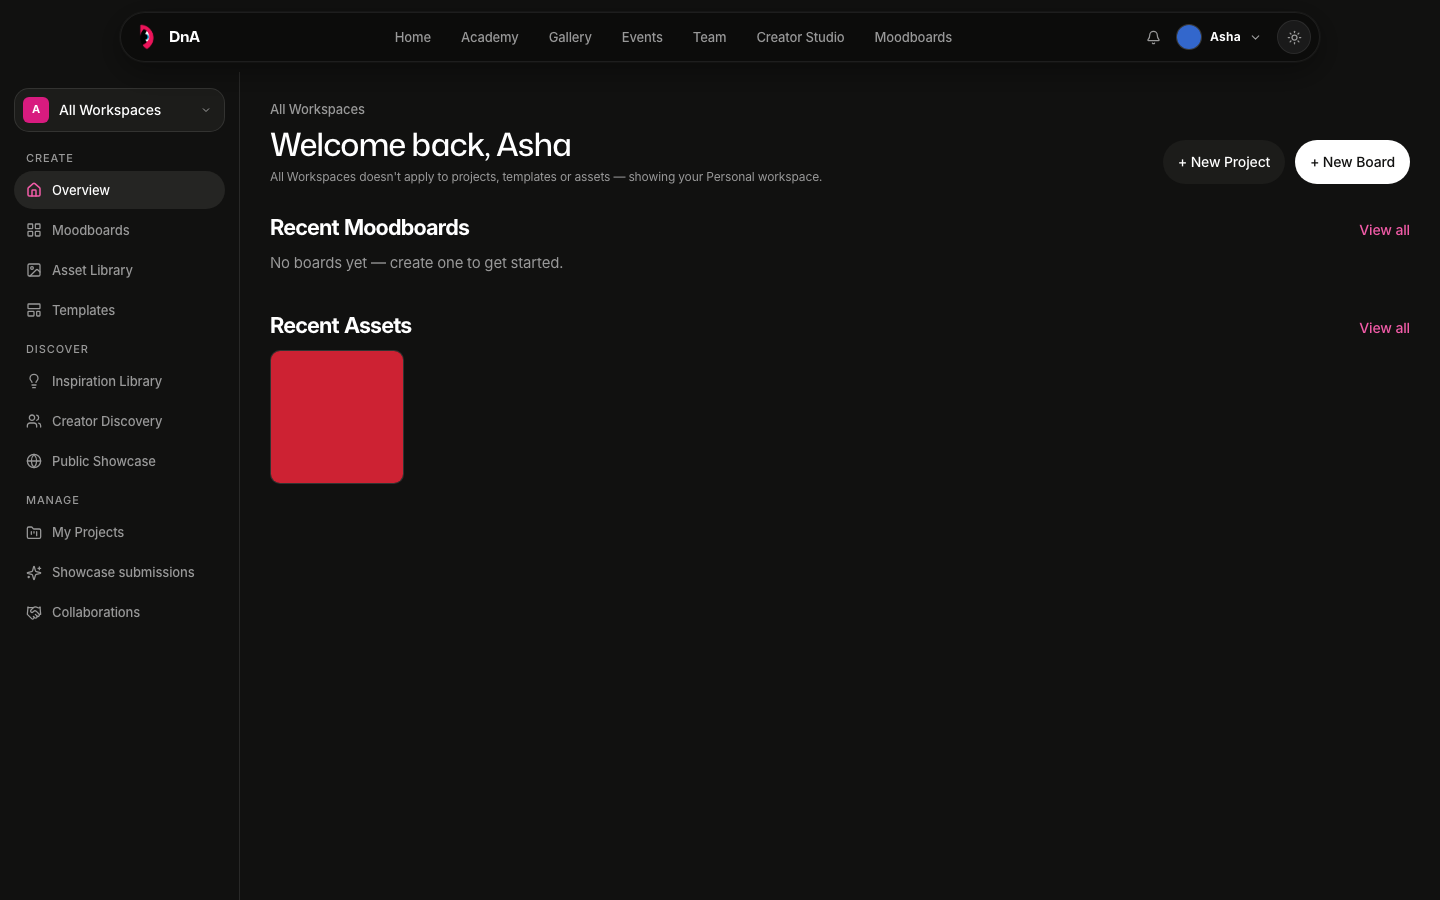 DnA
Home
Academy
Gallery
Events
Team
Creator Studio
Moodboards
Asha
A
All Workspaces
CREATE
Overview
Moodboards
Asset Library
Templates
DISCOVER
Inspiration Library
Creator Discovery
Public Showcase
MANAGE
My Projects
Showcase submissions
Collaborations
All Workspaces
Welcome back, Asha
All Workspaces doesn't apply to projects, templates or assets — showing your Personal workspace.
+ New Project
+ New Board
Recent Moodboards
View all
No boards yet — create one to get started.
Recent Assets
View all